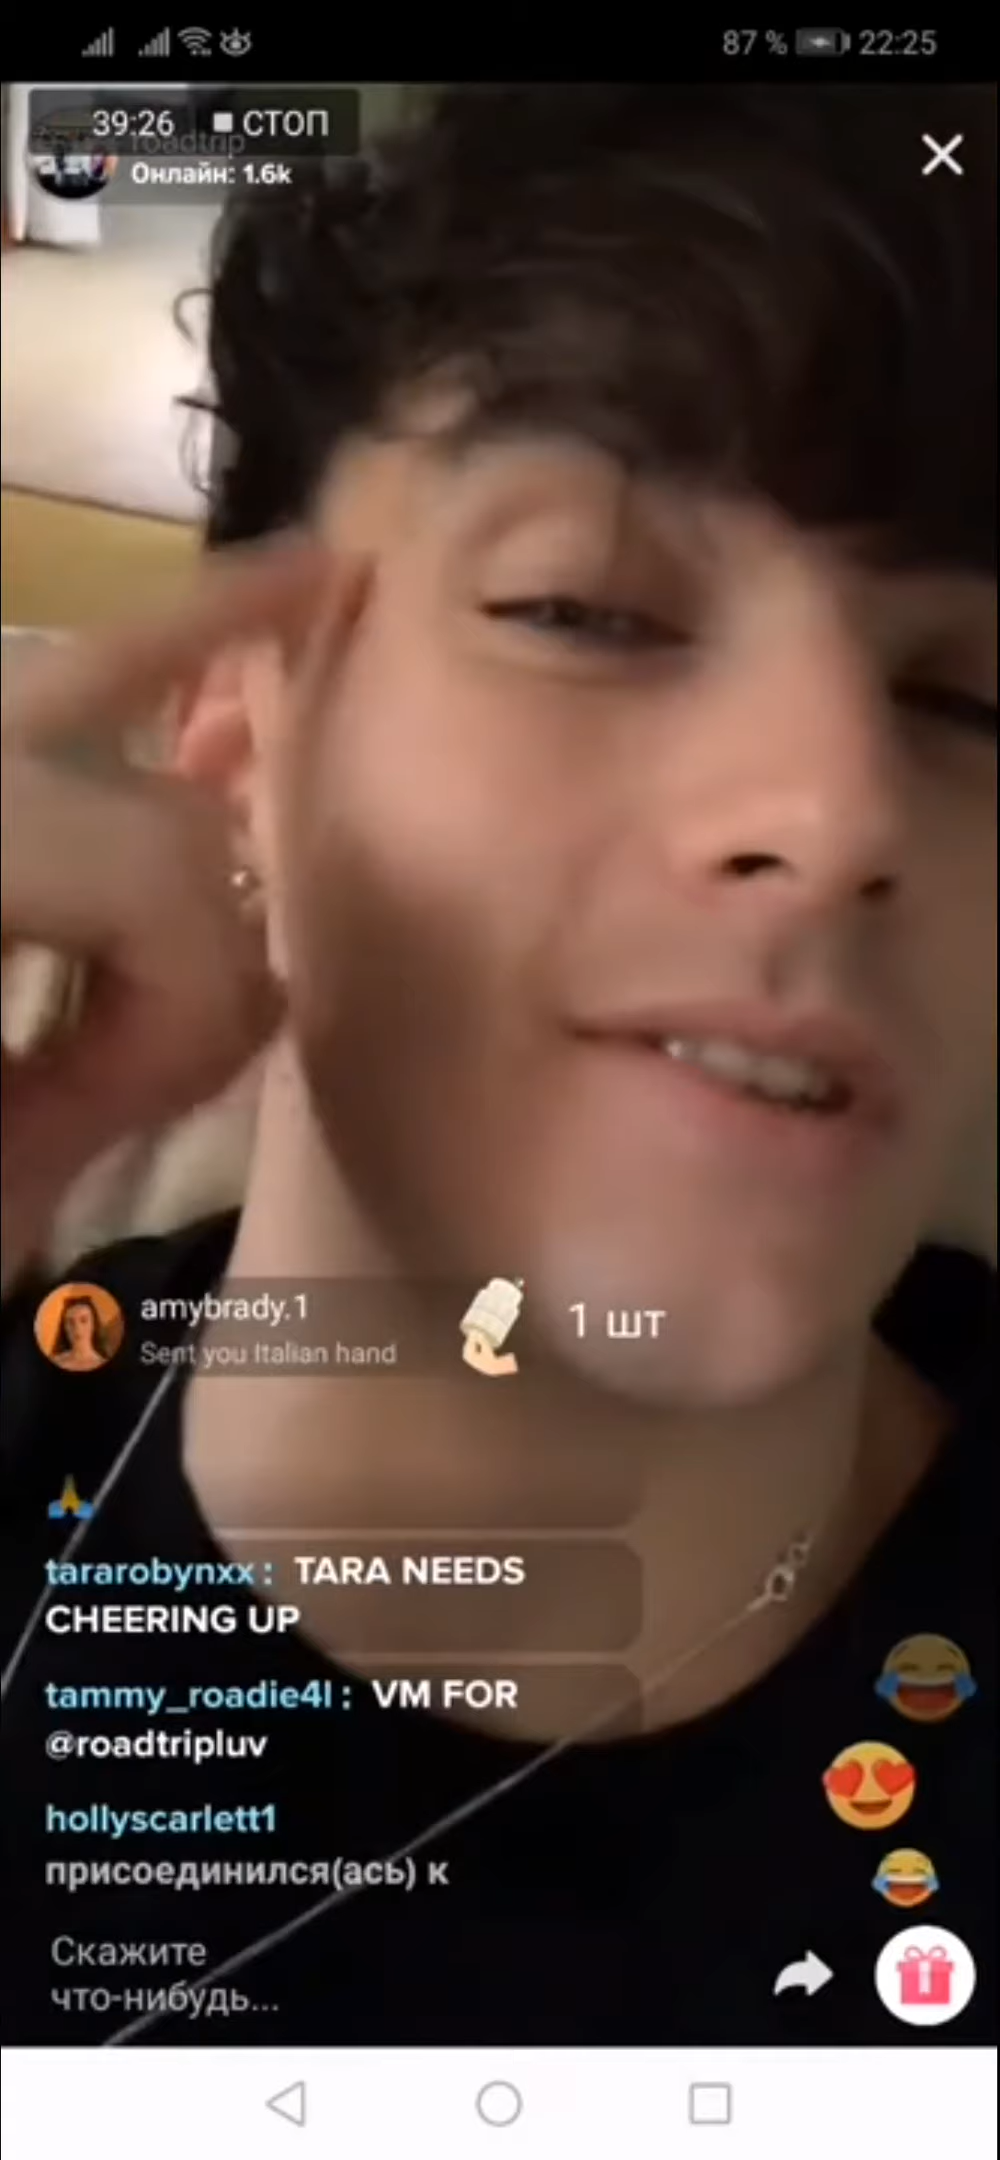 87 % 22:25
39:26 СТОП
roadtrip
Онлайн: 1.6k
amybrady.1
Sent you Italian hand
1 шт
tararobynxx : TARA NEEDS
CHEERING UP
tammy_roadie4l : VM FOR
@roadtripluv
hollyscarlett1
присоединился(ась) к
Скажите
что-нибудь...